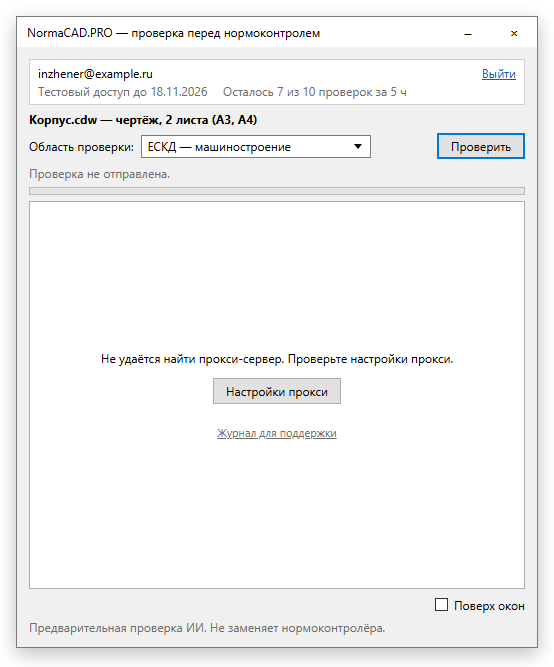 NormaCAD.PRO — проверка перед нормоконтролем
inzhener@example.ru Выйти
Тестовый доступ до 18.11.2026 Осталось 7 из 10 проверок за 5 ч
Корпус.cdw — чертёж, 2 листа (А3, А4)
Область проверки: ЕСКД — машиностроение Проверить
Проверка не отправлена.
Не удаётся найти прокси-сервер. Проверьте настройки прокси.
Настройки прокси
Журнал для поддержки
Поверх окон
Предварительная проверка ИИ. Не заменяет нормоконтролёра.